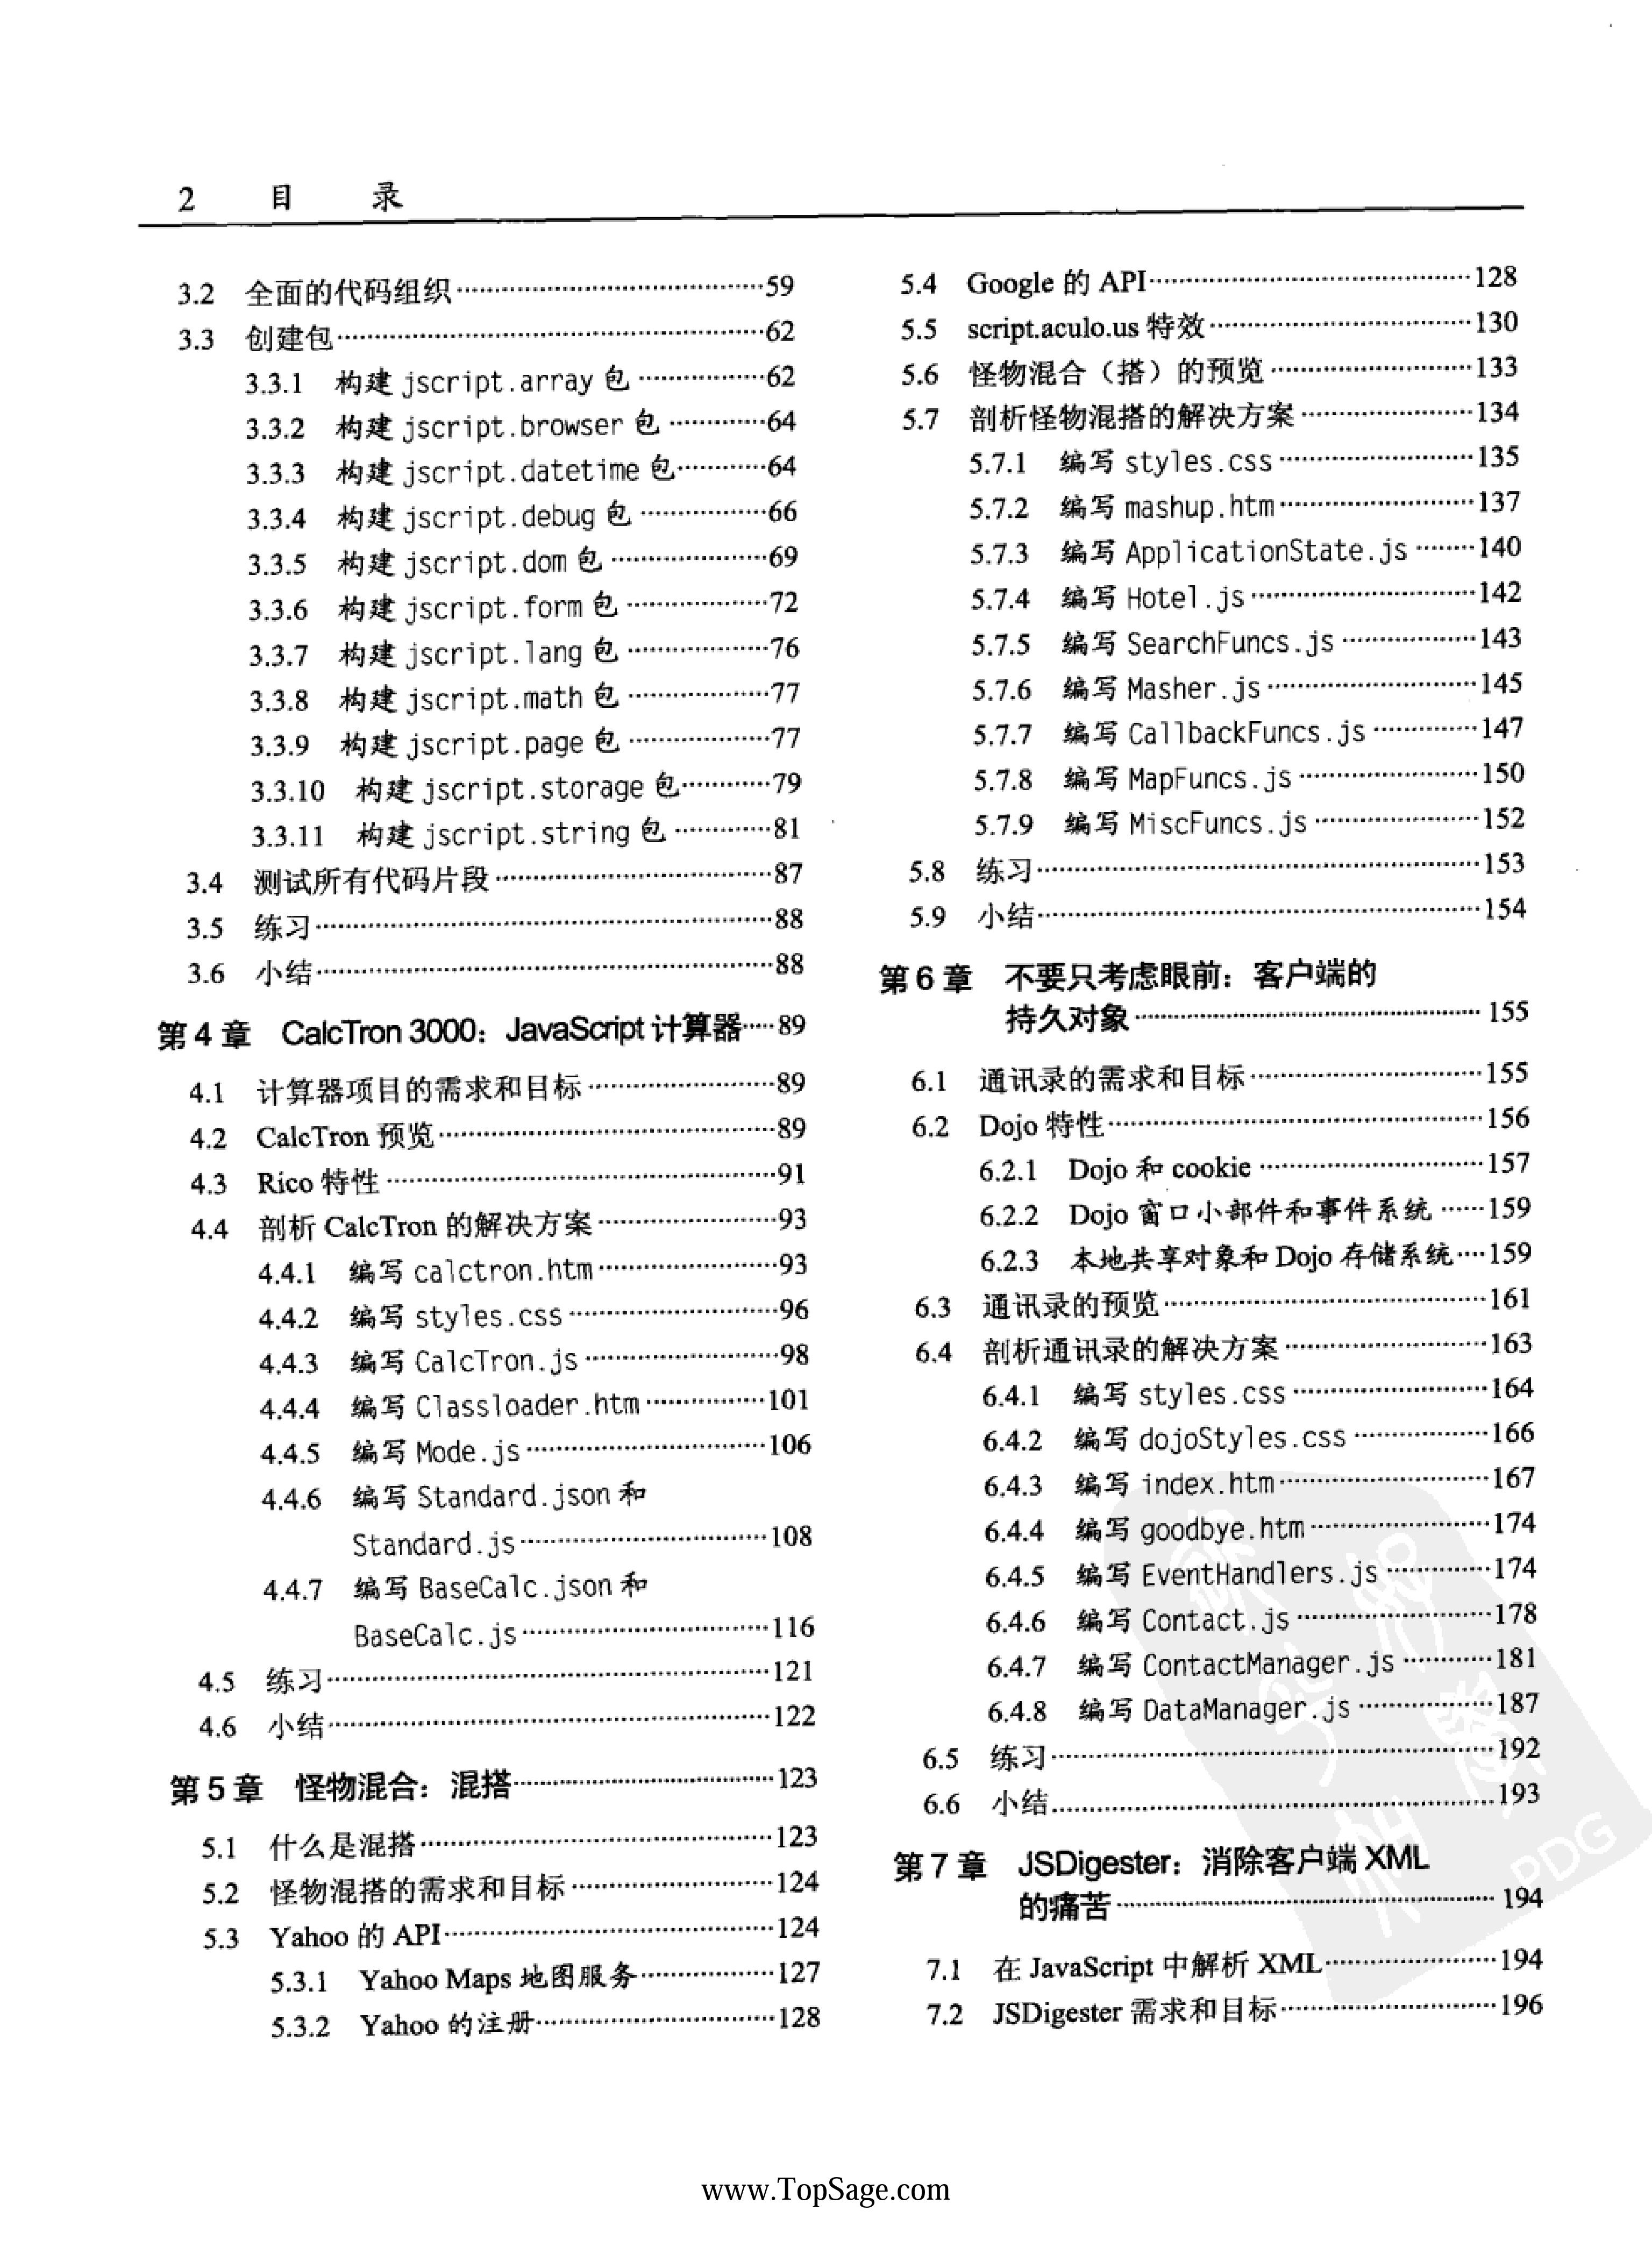 2 目 录
3.2 全面的代码组织……59
3.3 创建包……62
3.3.1 构建 jscript.array 包……62
3.3.2 构建 jscript.browser 包……64
3.3.3 构建 jscript.datetime 包……64
3.3.4 构建 jscript.debug 包……66
3.3.5 构建 jscript.dom 包……69
3.3.6 构建 jscript.form 包……72
3.3.7 构建 jscript.lang 包……76
3.3.8 构建 jscript.math 包……77
3.3.9 构建 jscript.page 包……77
3.3.10 构建 jscript.storage 包……79
3.3.11 构建 jscript.string 包……81
3.4 测试所有代码片段……87
3.5 练习……88
3.6 小结……88
第4章 CalcTron 3000：JavaScript 计算器……89
4.1 计算器项目的需求和目标……89
4.2 CalcTron 预览……89
4.3 Rico 特性……91
4.4 剖析 CalcTron 的解决方案……93
4.4.1 编写 calctron.htm……93
4.4.2 编写 styles.css……96
4.4.3 编写 CalcTron.js……98
4.4.4 编写 Classloader.htm……101
4.4.5 编写 Mode.js……106
4.4.6 编写 Standard.json 和
Standard.js……108
4.4.7 编写 BaseCalc.json 和
BaseCalc.js……116
4.5 练习……121
4.6 小结……122
第5章 怪物混合：混搭……123
5.1 什么是混搭……123
5.2 怪物混搭的需求和目标……124
5.3 Yahoo 的 API……124
5.3.1 Yahoo Maps 地图服务……127
5.3.2 Yahoo 的注册……128
5.4 Google 的 API……128
5.5 script.aculo.us 特效……130
5.6 怪物混合（搭）的预览……133
5.7 剖析怪物混搭的解决方案……134
5.7.1 编写 styles.css……135
5.7.2 编写 mashup.htm……137
5.7.3 编写 ApplicationState.js……140
5.7.4 编写 Hotel.js……142
5.7.5 编写 SearchFuncs.js……143
5.7.6 编写 Masher.js……145
5.7.7 编写 CallbackFuncs.js……147
5.7.8 编写 MapFuncs.js……150
5.7.9 编写 MiscFuncs.js……152
5.8 练习……153
5.9 小结……154
第6章 不要只考虑眼前：客户端的
持久对象……155
6.1 通讯录的需求和目标……155
6.2 Dojo 特性……156
6.2.1 Dojo 和 cookie……157
6.2.2 Dojo 窗口小部件和事件系统……159
6.2.3 本地共享对象和 Dojo 存储系统……159
6.3 通讯录的预览……161
6.4 剖析通讯录的解决方案……163
6.4.1 编写 styles.css……164
6.4.2 编写 dojoStyles.css……166
6.4.3 编写 index.htm……167
6.4.4 编写 goodbye.htm……174
6.4.5 编写 EventHandlers.js……174
6.4.6 编写 Contact.js……178
6.4.7 编写 ContactManager.js……181
6.4.8 编写 DataManager.js……187
6.5 练习……192
6.6 小结……193
第7章 JSDigester：消除客户端 XML
的痛苦……194
7.1 在 JavaScript 中解析 XML……194
7.2 JSDigester 需求和目标……196
PDG
www.TopSage.com